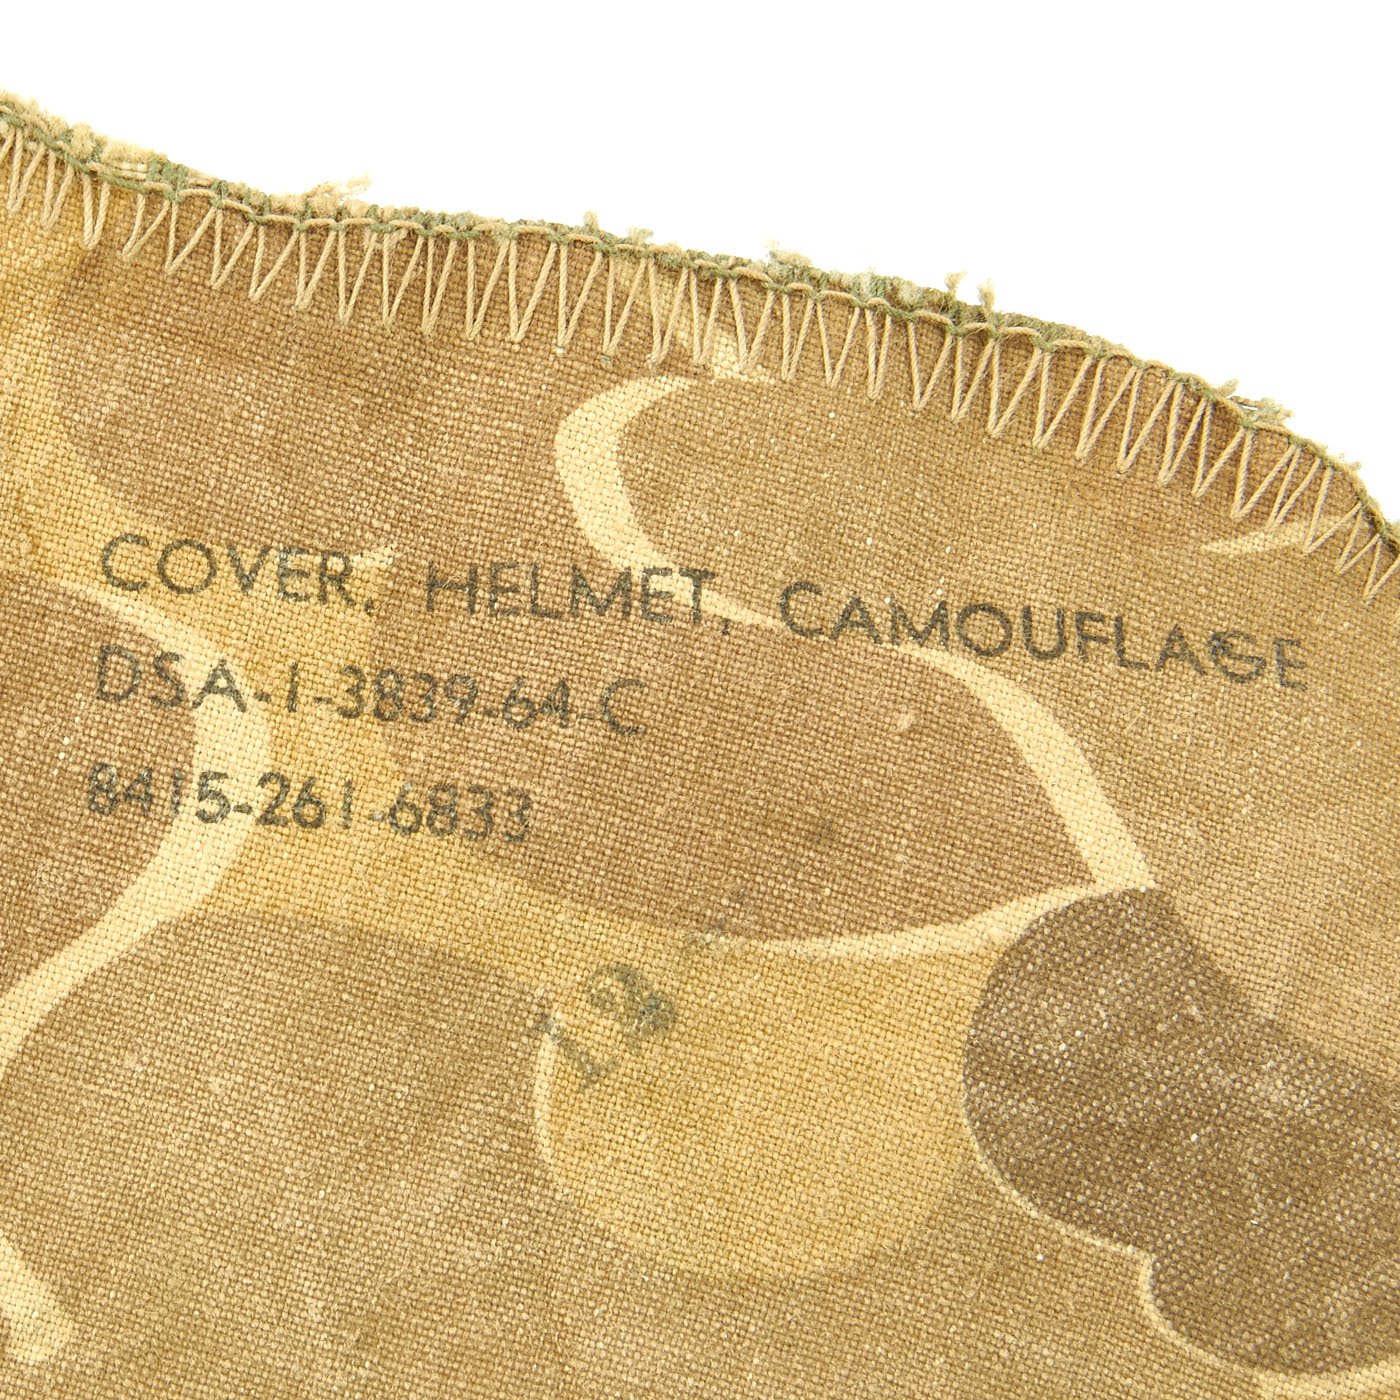 COVER, HELMET, CAMOUFLAGE
DSA-1-3839-64-C
8415-261-6833